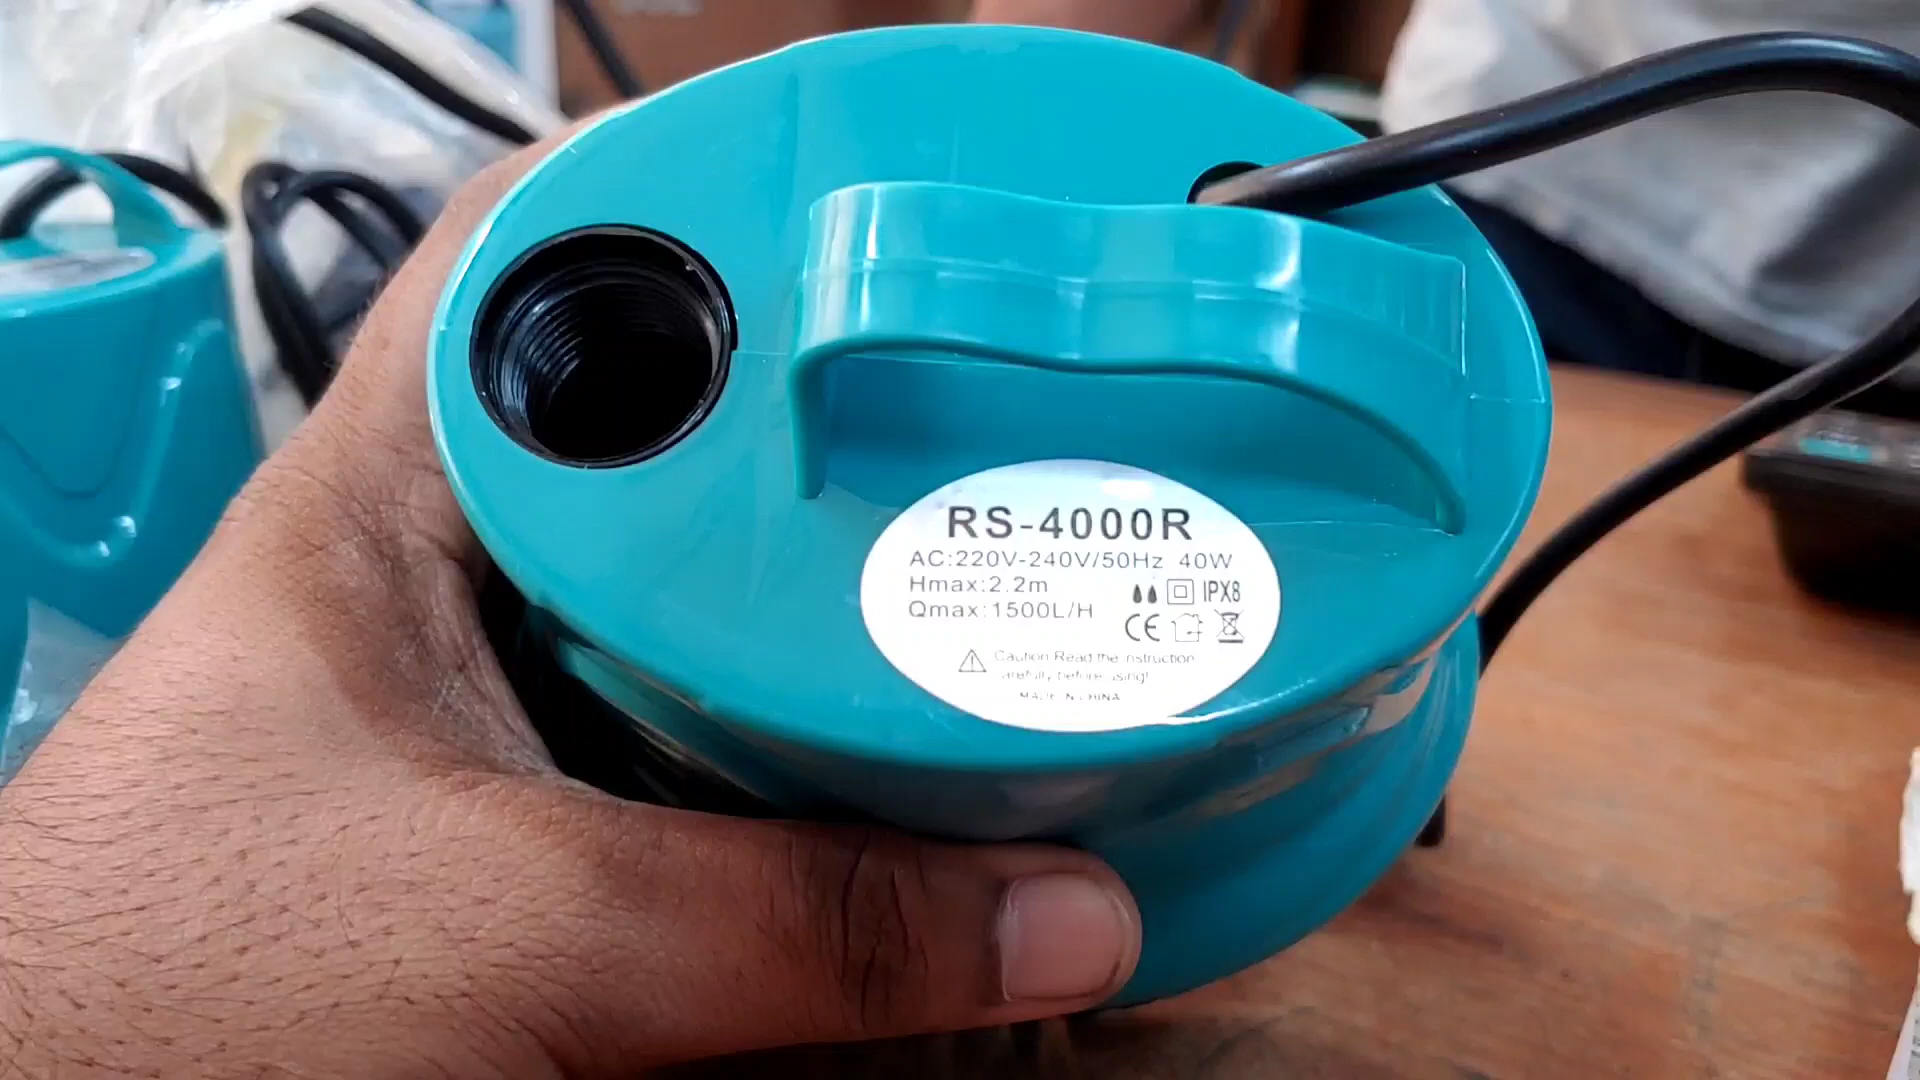 RS-4000R
AC:220V-240V/50Hz 40W
Hmax:2.2m
IPX8
Qmax:1500L/H
CE
Caution Read the instruction
arefully before using!
MADE IN CHINA